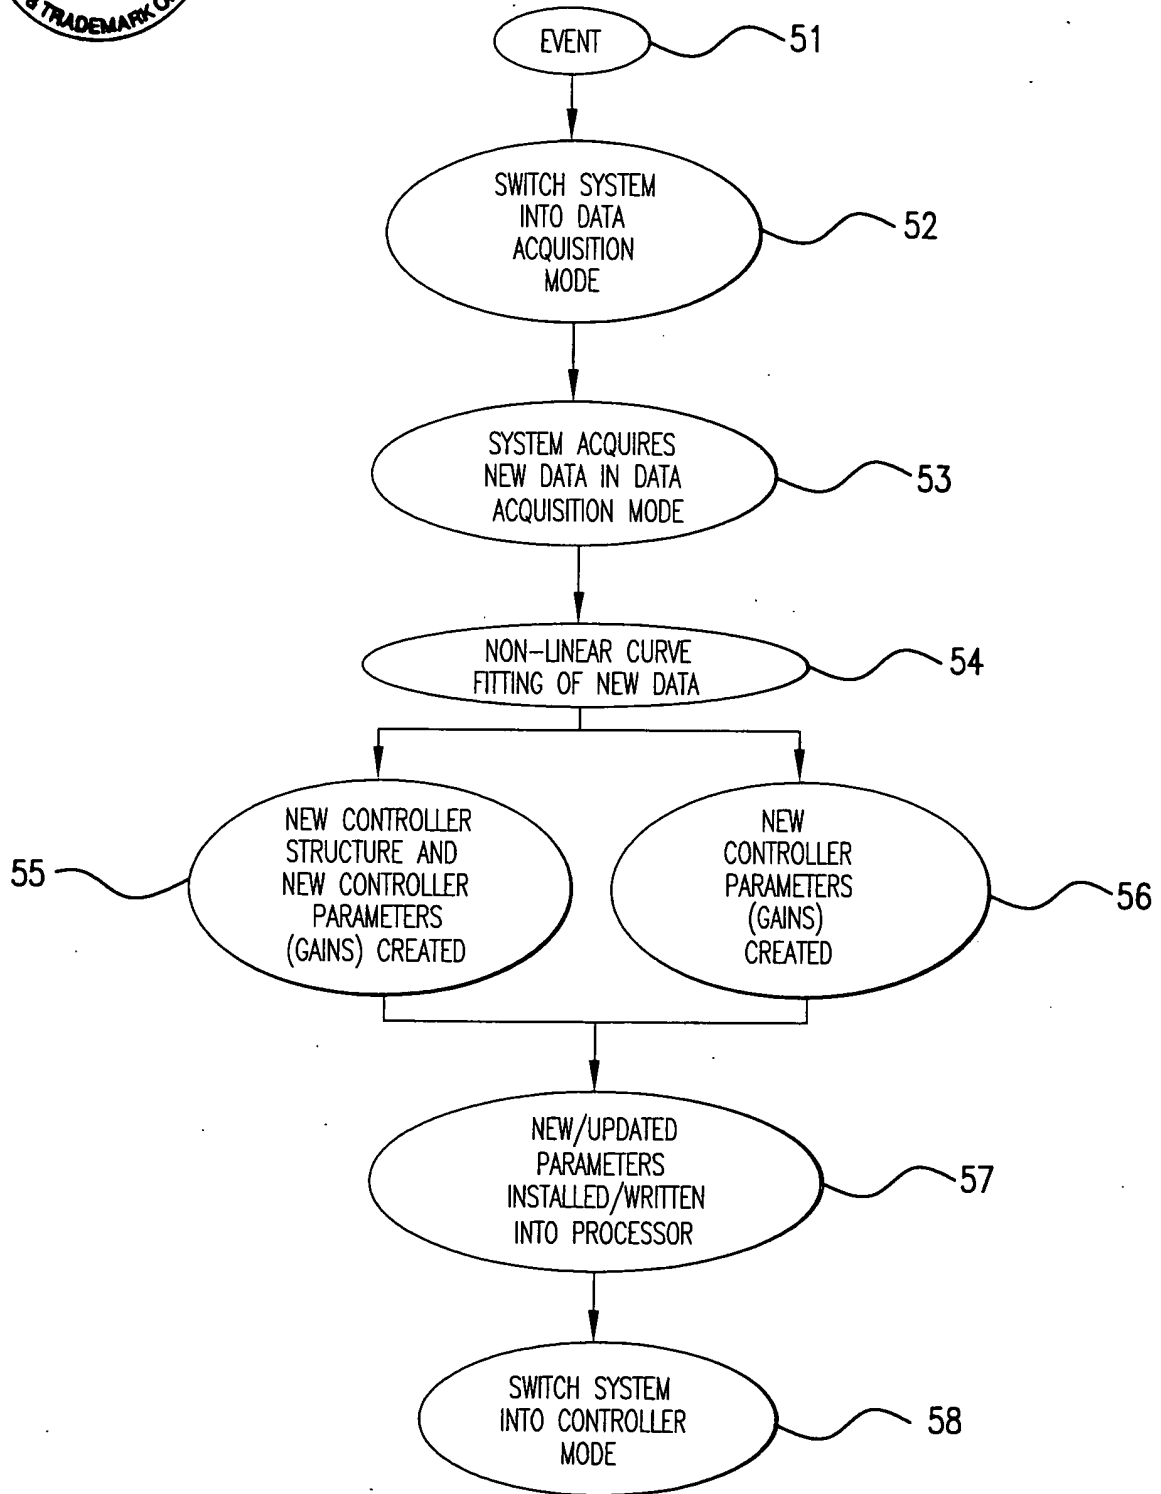 & TRADEMARK
EVENT
51
SWITCH SYSTEM
INTO DATA
ACQUISITION
MODE
52
SYSTEM ACQUIRES
NEW DATA IN DATA
ACQUISITION MODE
53
NON-LINEAR CURVE
FITTING OF NEW DATA
54
55
NEW CONTROLLER
STRUCTURE AND
NEW CONTROLLER
PARAMETERS
(GAINS) CREATED
NEW
CONTROLLER
PARAMETERS
(GAINS)
CREATED
56
NEW/UPDATED
PARAMETERS
INSTALLED/WRITTEN
INTO PROCESSOR
57
SWITCH SYSTEM
INTO CONTROLLER
MODE
58